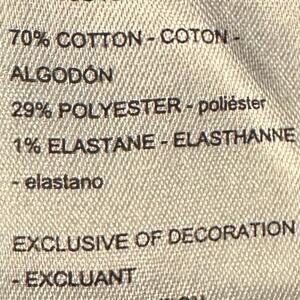 70% COTTON - COTON -
ALGODÓN
29% POLYESTER - poliéster
1% ELASTANE - ELASTHANNE
- elastano
EXCLUSIVE OF DECORATION
- EXCLUANT